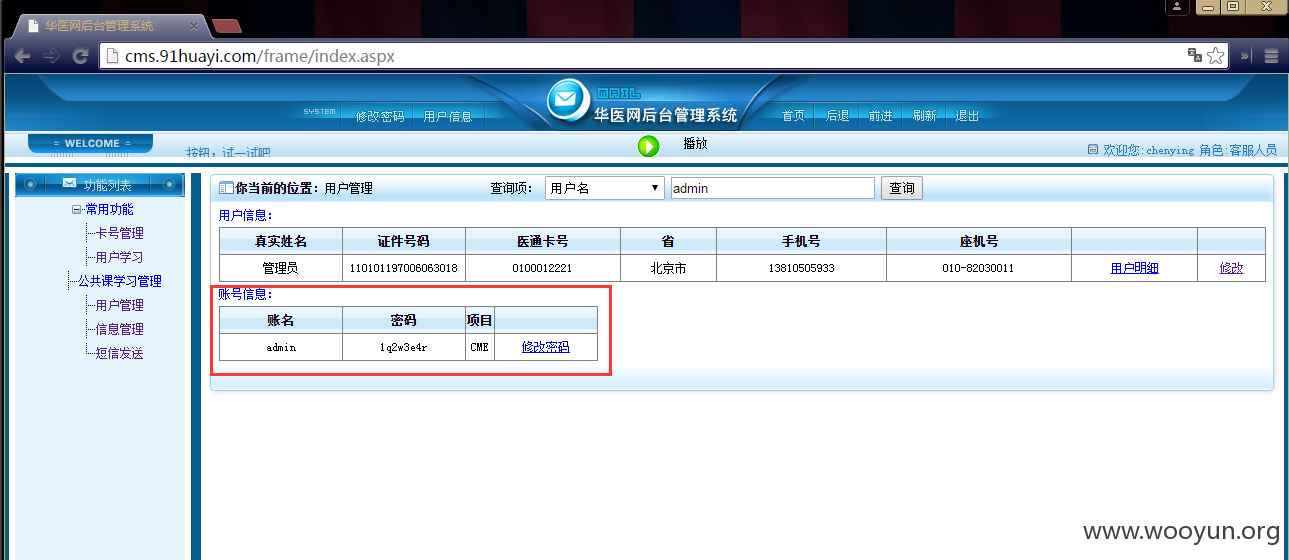 华医网后台管理系统
cms.91huayi.com/frame/index.aspx
MAIL
SYSTEM 修改密码 用户信息 华医网后台管理系统 首页 后退 前进 刷新 退出
= WELCOME = 按钮，试一试吧 播放 欢迎您:chenying 角色:客服人员
功能列表
常用功能
卡号管理
用户学习
公共课学习管理
用户管理
信息管理
短信发送
你当前的位置：用户管理 查询项： 用户名 admin 查询
用户信息：
真实姓名 证件号码 医通卡号 省 手机号 座机号
管理员 110101197006063018 0100012221 北京市 13810505933 010-82030011 用户明细 修改
账号信息：
账名 密码 项目
admin 1q2w3e4r CME 修改密码
www.wooyun.org